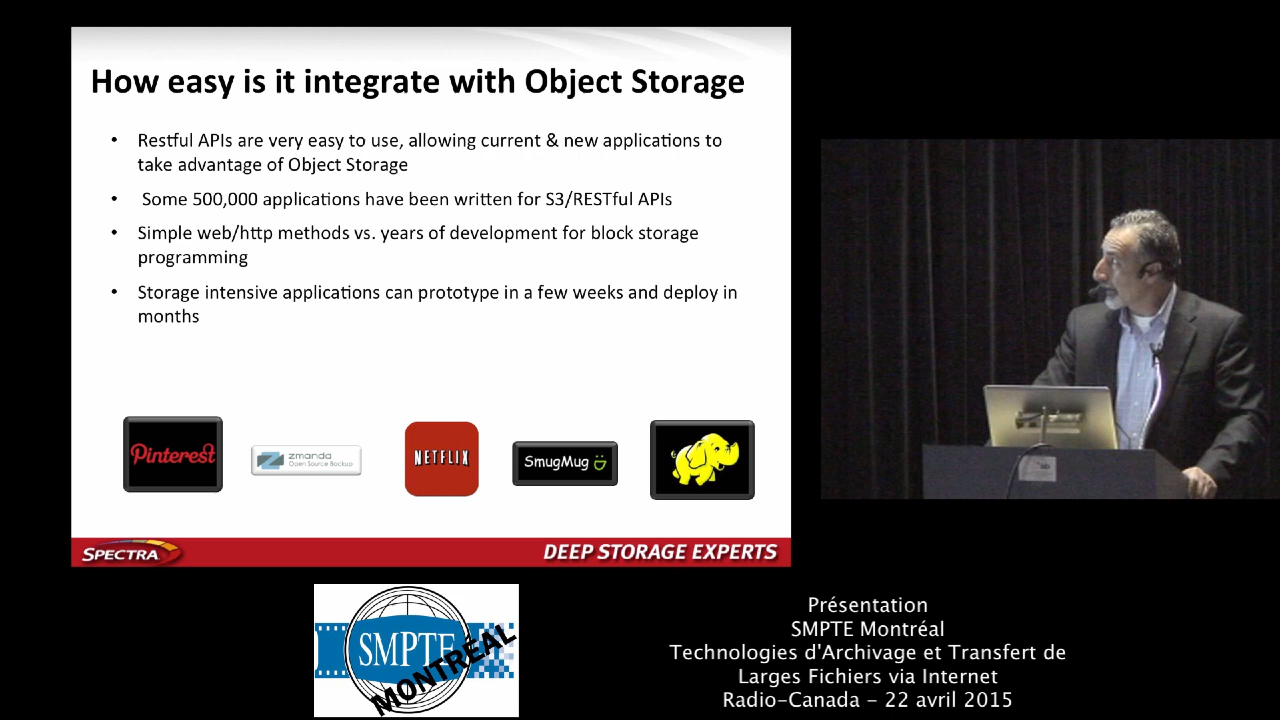 How easy is it integrate with Object Storage
• Restful APIs are very easy to use, allowing current & new applications to
take advantage of Object Storage
• Some 500,000 applications have been written for S3/RESTful APIs
• Simple web/http methods vs. years of development for block storage
programming
• Storage intensive applications can prototype in a few weeks and deploy in
months
Pinterest
zmanda
Open Source Backup
NETFLIX
SmugMug
SPECTRA
DEEP STORAGE EXPERTS
SMPTE
MONTRÉAL
Présentation
SMPTE Montréal
Technologies d'Archivage et Transfert de
Larges Fichiers via Internet
Radio-Canada - 22 avril 2015